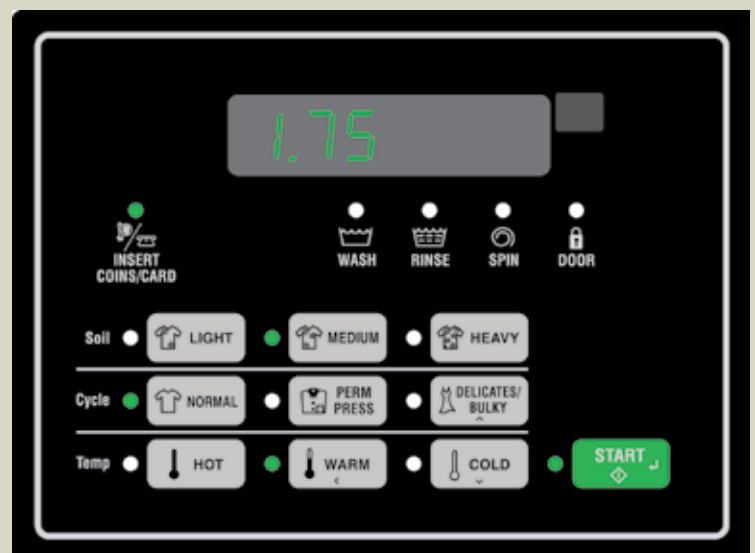 1.75
INSERT
COINS/CARD
WASH
RINSE
SPIN
DOOR
Soil
LIGHT
MEDIUM
HEAVY
Cycle
NORMAL
PERM
PRESS
DELICATES/
BULKY
Temp
HOT
WARM
COLD
START